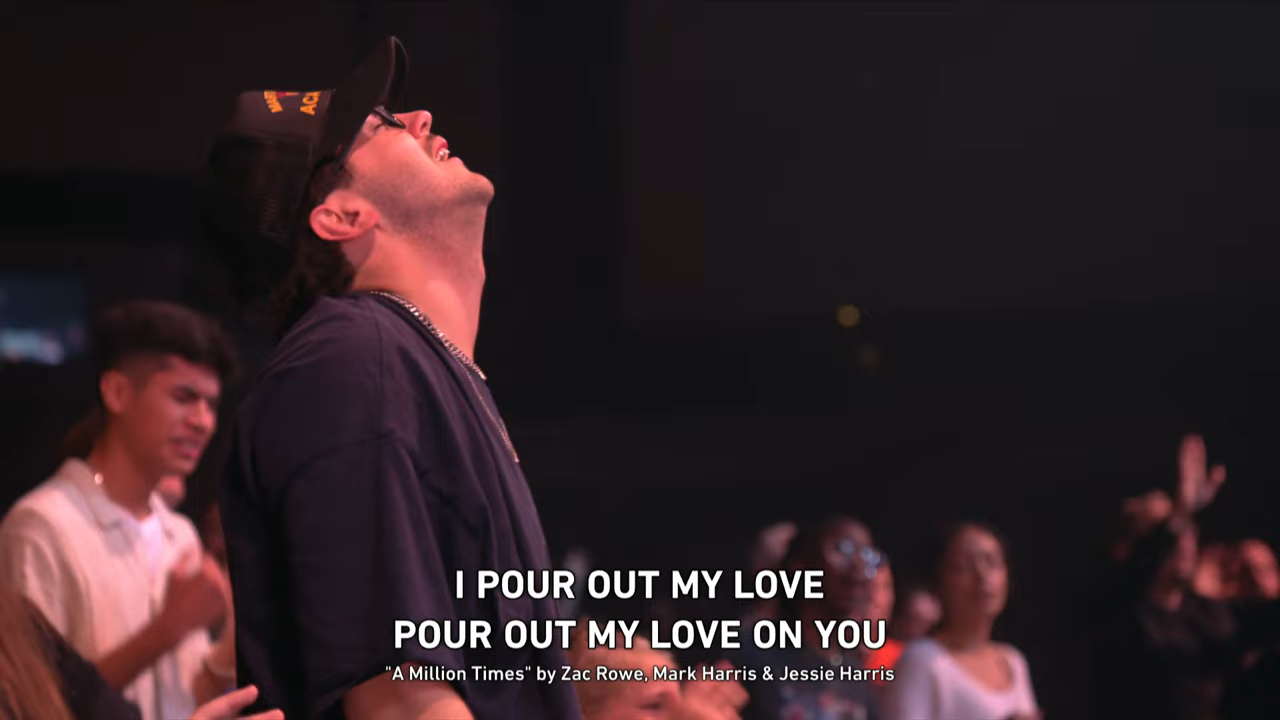 I POUR OUT MY LOVE
POUR OUT MY LOVE ON YOU
"A Million Times" by Zac Rowe, Mark Harris & Jessie Harris